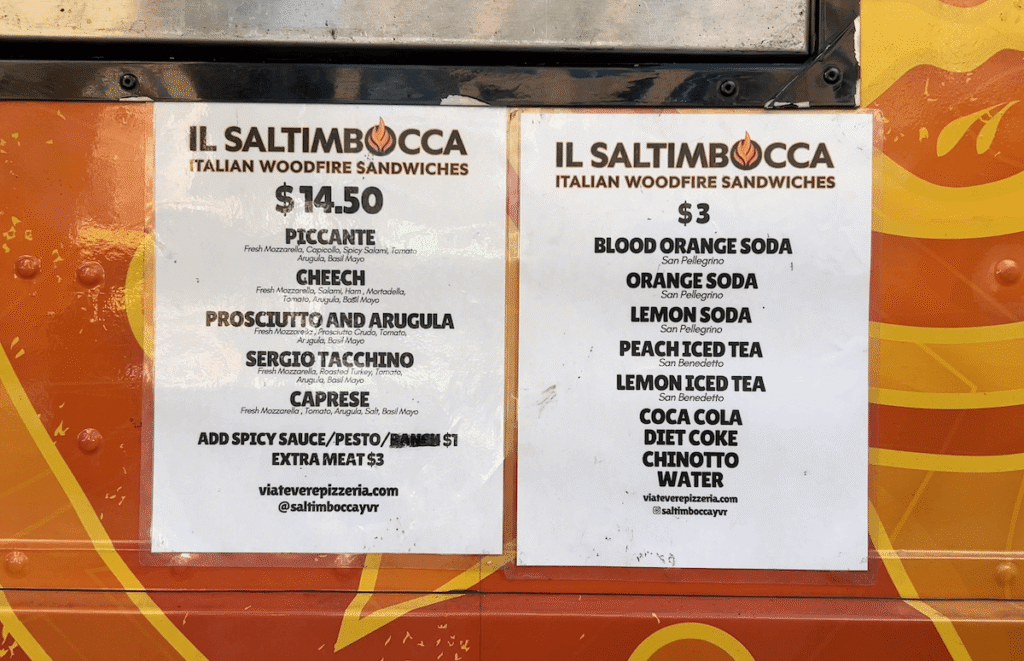 IL SALTIMBOCCA
ITALIAN WOODFIRE SANDWICHES
$14.50
PICCANTE
Fresh Mozzarella, Capicollo, Spicy Salami, Tomato
Arugula, Basil Mayo
CHEECH
Fresh Mozzarella, Salami, Ham, Mortadella,
Tomato, Arugula, Basil Mayo
PROSCIUTTO AND ARUGULA
Fresh Mozzarella, Prosciutto Crudo, Tomato,
Arugula, Basil Mayo
SERGIO TACCHINO
Fresh Mozzarella, Roasted Turkey, Tomato,
Arugula, Basil Mayo
CAPRESE
Fresh Mozzarella, Tomato, Arugula, Salt, Basil Mayo
ADD SPICY SAUCE/PESTO/RANCH $1
EXTRA MEAT $3
viateverepizzeria.com
@saltimboccayvr
IL SALTIMBOCCA
ITALIAN WOODFIRE SANDWICHES
$3
BLOOD ORANGE SODA
San Pellegrino
ORANGE SODA
San Pellegrino
LEMON SODA
San Pellegrino
PEACH ICED TEA
San Benedetto
LEMON ICED TEA
San Benedetto
COCA COLA
DIET COKE
CHINOTTO
WATER
viateverepizzeria.com
saltimboccayvr